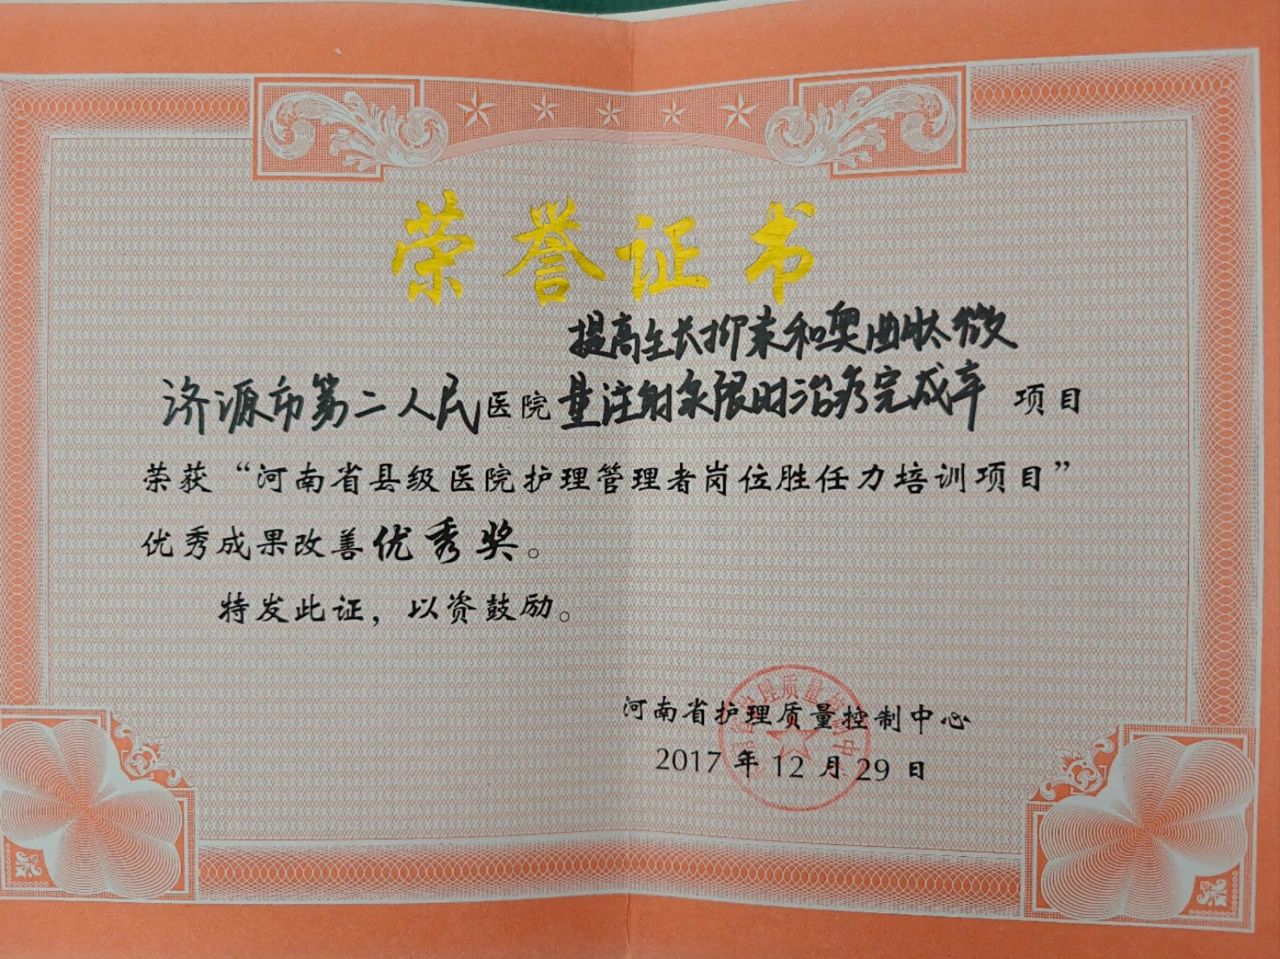 荣誉证书
提高生长抑素和奥曲肽微
济源市第二人民医院量注射泵限时治疗完成率项目
荣获“河南省县级医院护理管理者岗位胜任力培训项目”
优秀成果改善优秀奖。
特发此证，以资鼓励。
河南省护理质量控制中心
2017年12月29日